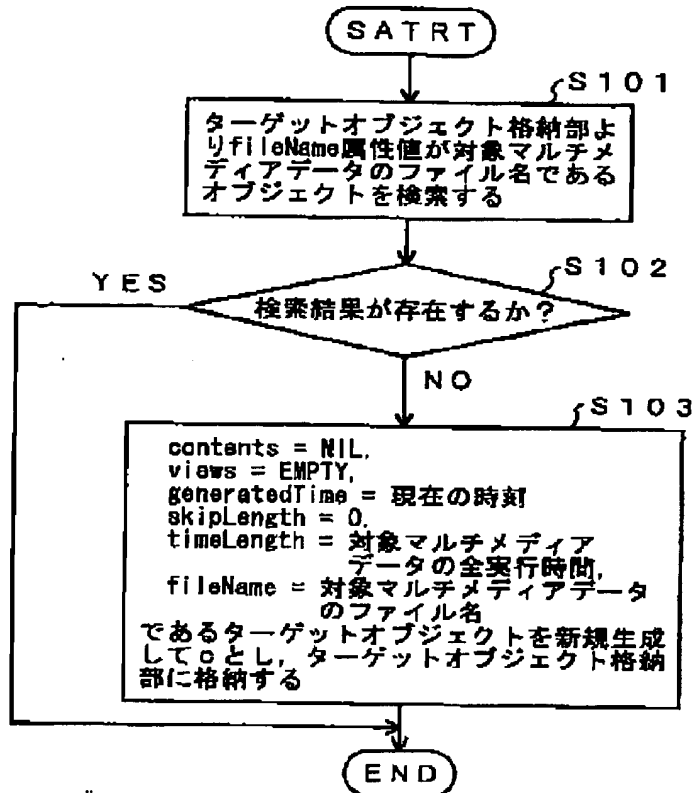 SATRT
S101
ターゲットオブジェクト格納部よ
りfileName属性値が対象マルチメ
ディアデータのファイル名である
オブジェクトを検索する
S102
YES
検索結果が存在するか？
NO
S103
contents = NIL,
views = EMPTY,
generatedTime = 現在の時刻
skipLength = 0,
timeLength = 対象マルチメディア
データの全実行時間,
fileName = 対象マルチメディアデータ
のファイル名
であるターゲットオブジェクトを新規生成
してcとし，ターゲットオブジェクト格納
部に格納する
END